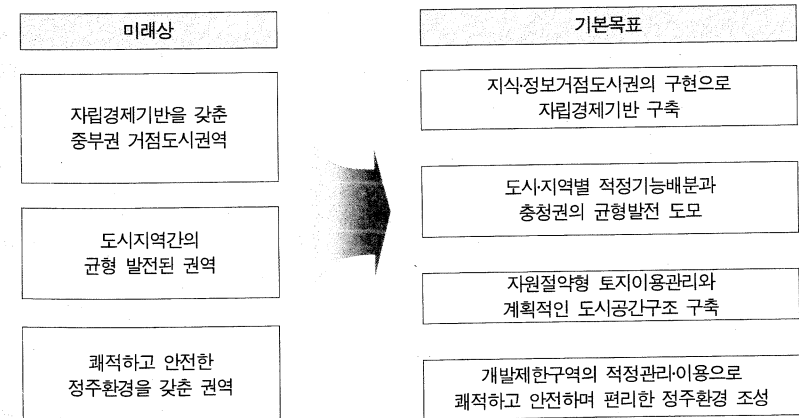 미래상
자립경제기반을 갖춘
중부권 거점도시권역
도시지역간의
균형 발전된 권역
쾌적하고 안전한
정주환경을 갖춘 권역
기본목표
지식·정보거점도시권의 구현으로
자립경제기반 구축
도시·지역별 적정기능배분과
충청권의 균형발전 도모
자원절약형 토지이용관리와
계획적인 도시공간구조 구축
개발제한구역의 적정관리·이용으로
쾌적하고 안전하며 편리한 정주환경 조성